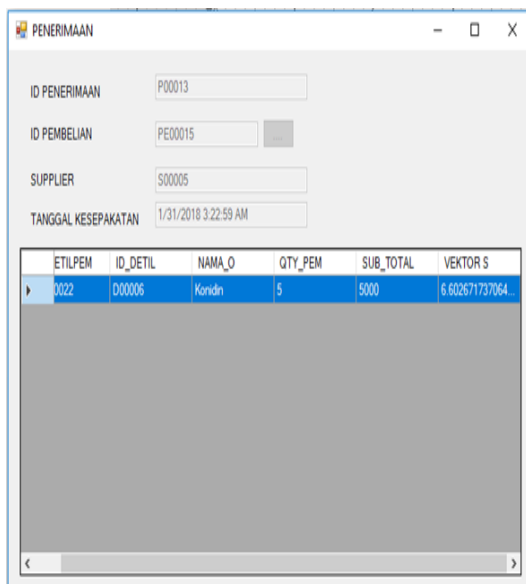 PENERIMAAN
ID PENERIMAAN P00013
ID PEMBELIAN PE00015 ...
SUPPLIER S00005
TANGGAL KESEPAKATAN 1/31/2018 3:22:59 AM
ETILPEM ID_DETIL NAMA_O QTY_PEM SUB_TOTAL VEKTOR S
0022 D00006 Konidin 5 5000 6.602671737064...